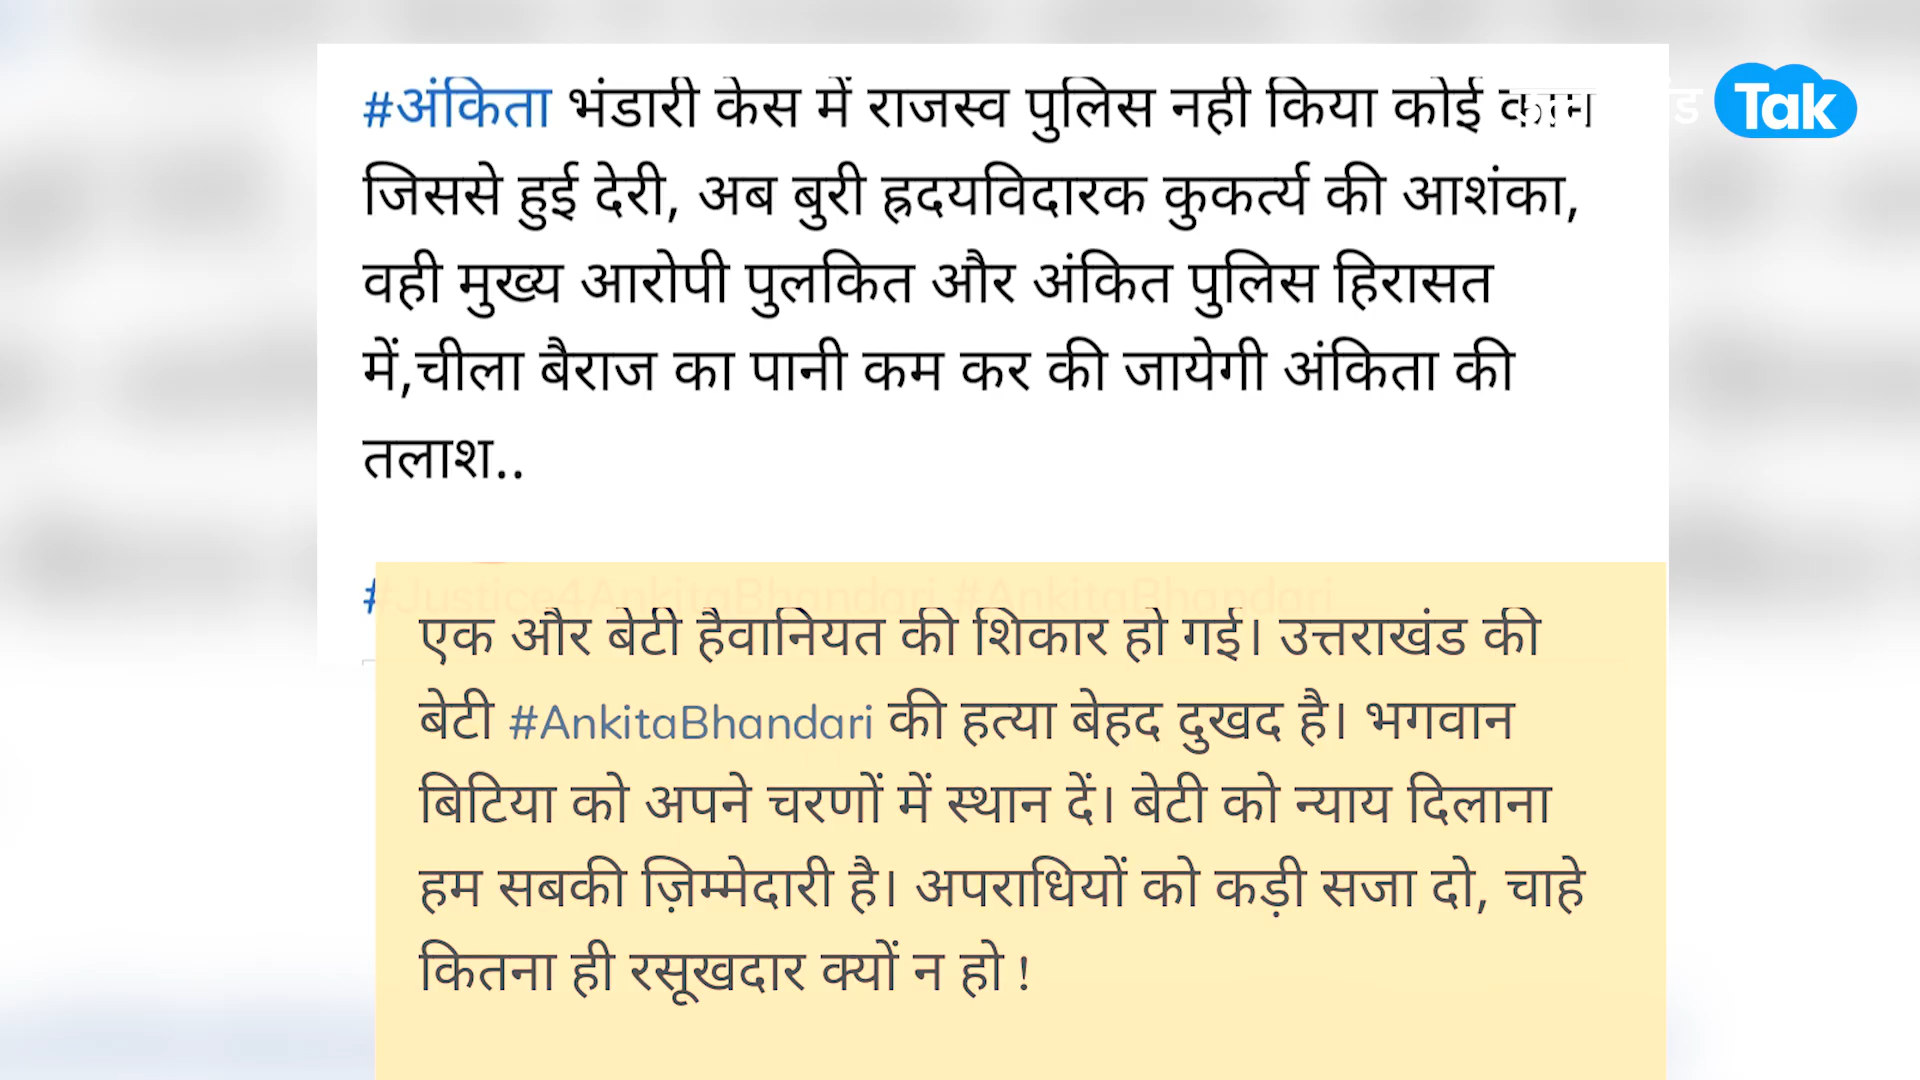 #अंकिता भंडारी केस में राजस्व पुलिस नही किया कोई
Tak
जिससे हुई देरी, अब बुरी ह्रदयविदारक कुकर्त्य की आशंका,
वही मुख्य आरोपी पुलकित और अंकित पुलिस हिरासत
में,चीला बैराज का पानी कम कर की जायेगी अंकिता की
तलाश..
#Justice4AnkitaBhandari #AnkitaBhandari
एक और बेटी हैवानियत की शिकार हो गई। उत्तराखंड की
बेटी #AnkitaBhandari की हत्या बेहद दुखद है। भगवान
बिटिया को अपने चरणों में स्थान दें। बेटी को न्याय दिलाना
हम सबकी ज़िम्मेदारी है। अपराधियों को कड़ी सजा दो, चाहे
कितना ही रसूखदार क्यों न हो !